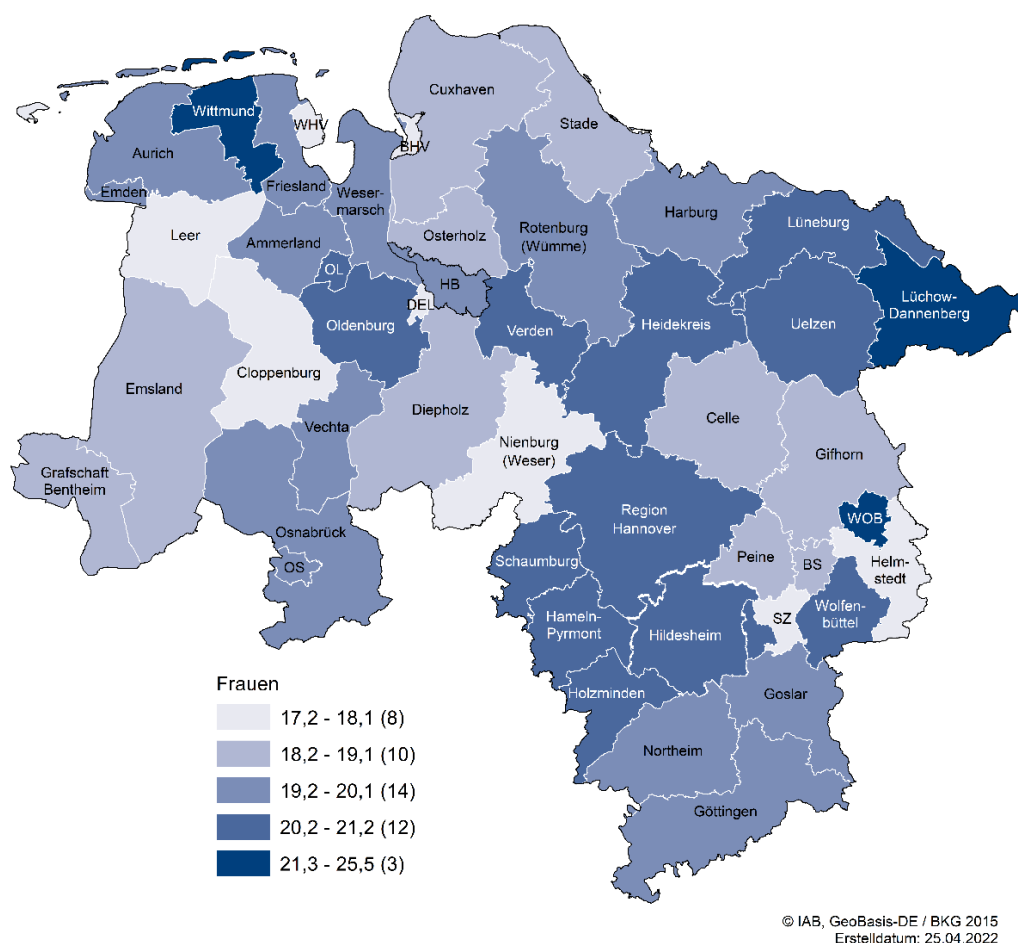 Cuxhaven
Wittmund
WHV
BHV
Stade
Aurich
Emden
Friesland
Weser-
marsch
Harburg
Lüneburg
Leer
Ammerland
Osterholz
Rotenburg
(Wümme)
OL
HB
DEL
Lüchow-
Dannenberg
Oldenburg
Verden
Heidekreis
Uelzen
Cloppenburg
Emsland
Diepholz
Celle
Vechta
Nienburg
(Weser)
Gifhorn
Grafschaft
Bentheim
Region
Hannover
WOB
Osnabrück
OS
Schaumburg
Peine
BS
Helm-
stedt
Hameln-
Pyrmont
Hildesheim
SZ
Wolfen-
büttel
Holzminden
Goslar
Northeim
Göttingen
Frauen
17,2 - 18,1 (8)
18,2 - 19,1 (10)
19,2 - 20,1 (14)
20,2 - 21,2 (12)
21,3 - 25,5 (3)
© IAB, GeoBasis-DE / BKG 2015
Erstelldatum: 25.04.2022